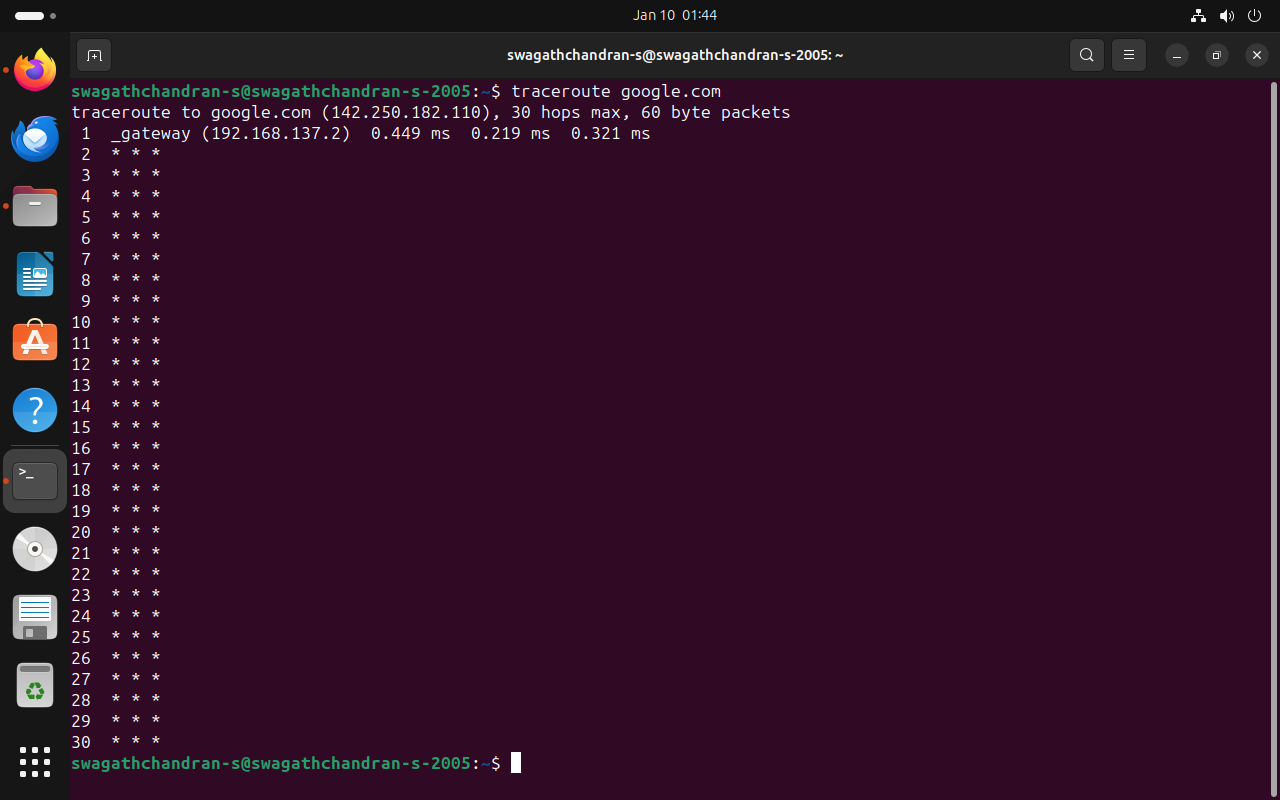 Jan 10 01:44
swagathchandran-s@swagathchandran-s-2005: ~
swagathchandran-s@swagathchandran-s-2005:~$ traceroute google.com
traceroute to google.com (142.250.182.110), 30 hops max, 60 byte packets
 1  _gateway (192.168.137.2)  0.449 ms  0.219 ms  0.321 ms
 2  * * *
 3  * * *
 4  * * *
 5  * * *
 6  * * *
 7  * * *
 8  * * *
 9  * * *
10  * * *
11  * * *
12  * * *
13  * * *
14  * * *
15  * * *
16  * * *
17  * * *
18  * * *
19  * * *
20  * * *
21  * * *
22  * * *
23  * * *
24  * * *
25  * * *
26  * * *
27  * * *
28  * * *
29  * * *
30  * * *
swagathchandran-s@swagathchandran-s-2005:~$